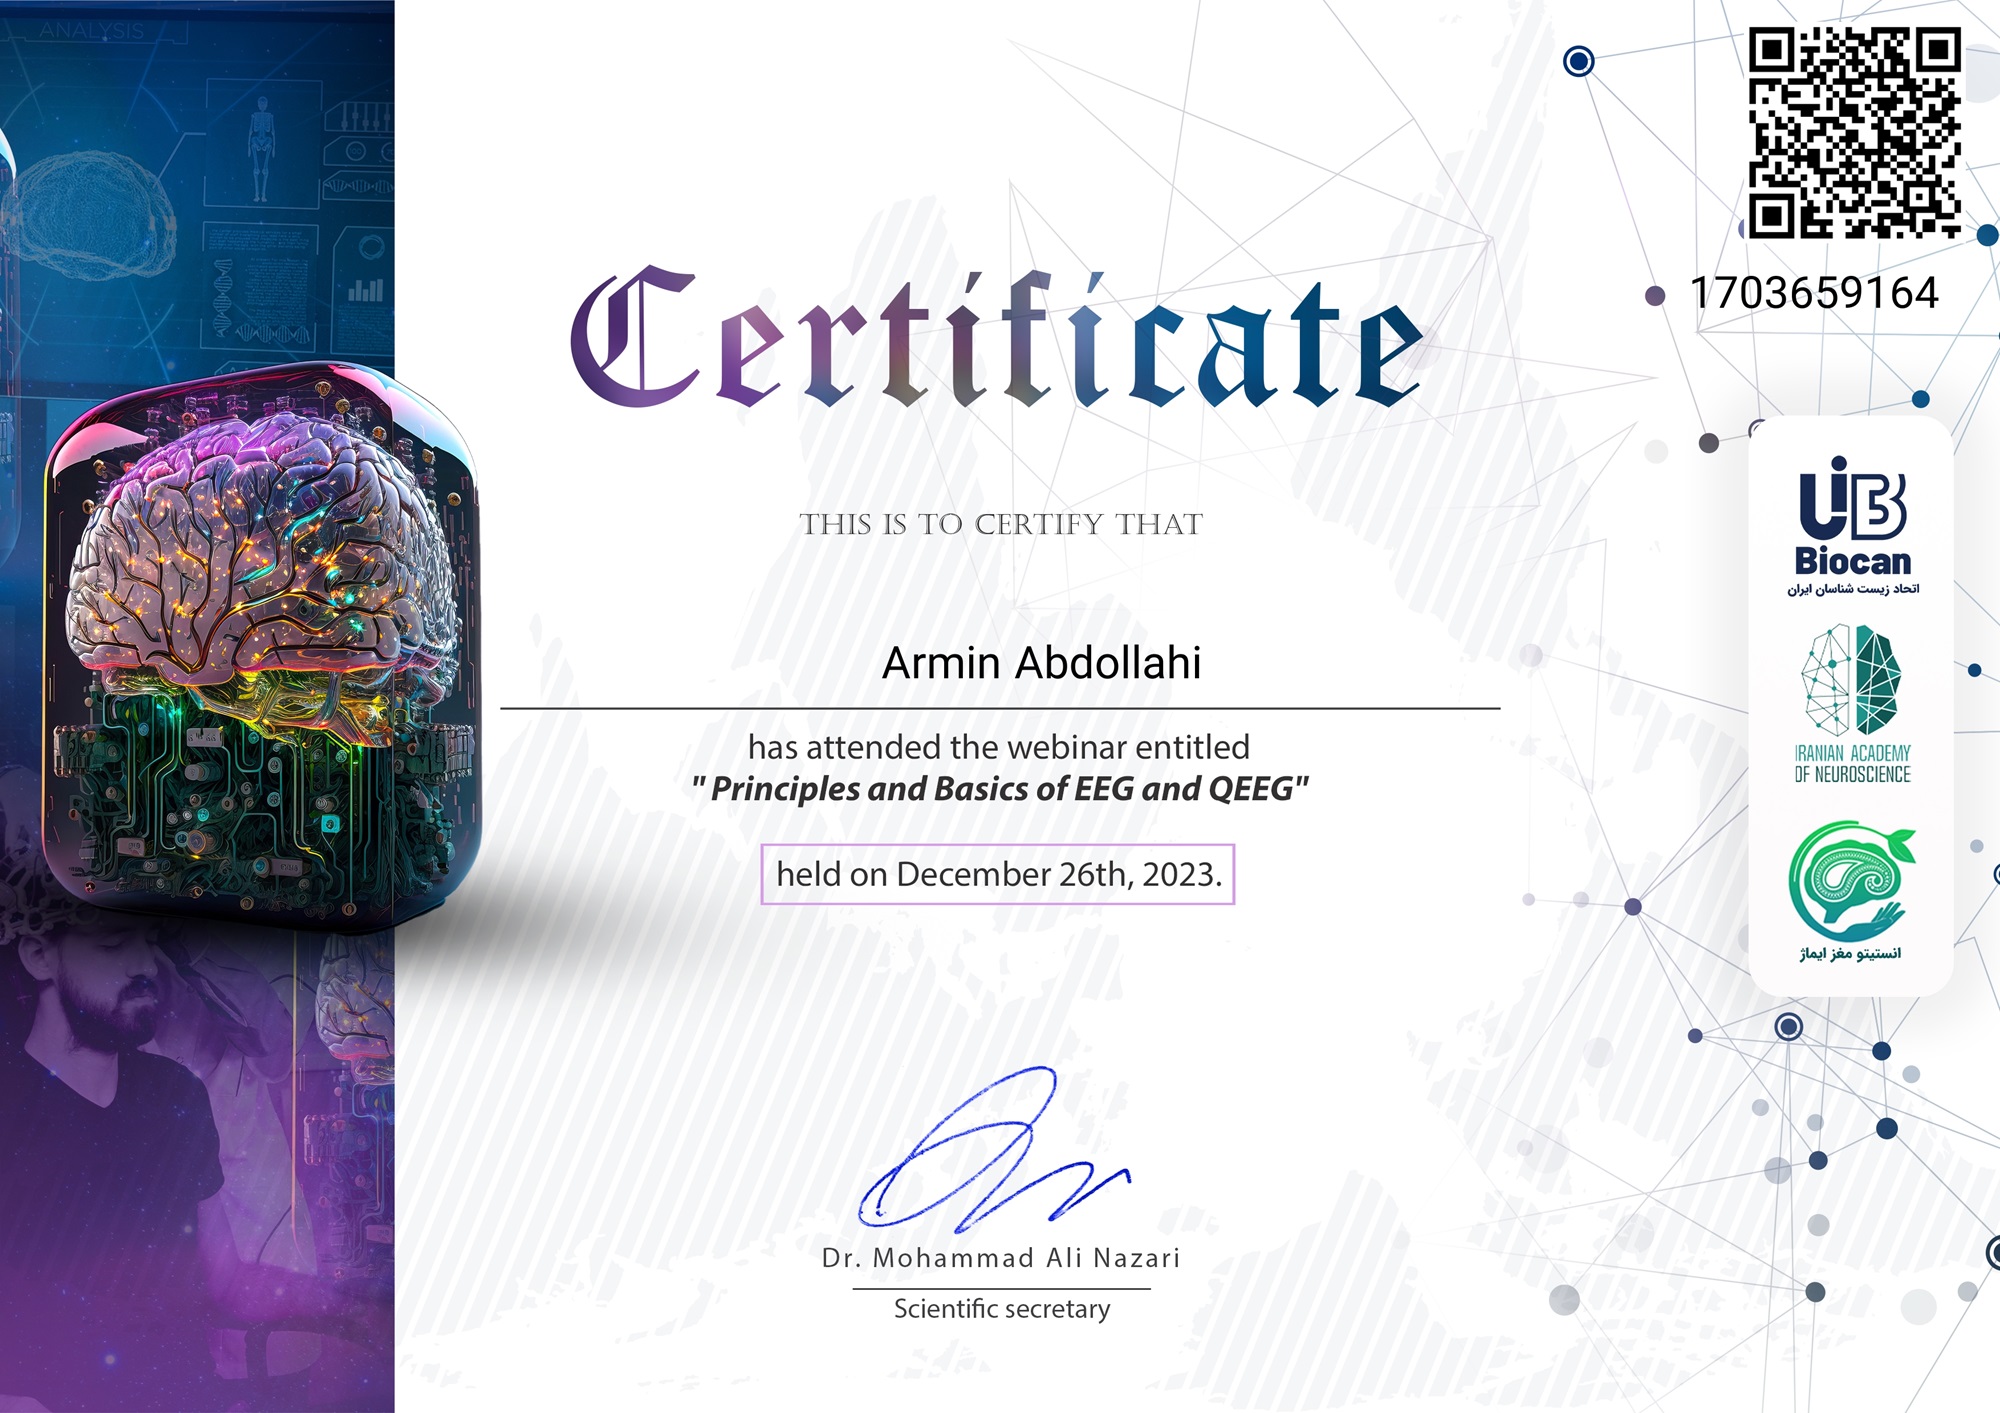 ANALYSIS
1703659164
Certificate
THIS IS TO CERTIFY THAT
Armin Abdollahi
has attended the webinar entitled
" Principles and Basics of EEG and QEEG"
held on December 26th, 2023.
Dr. Mohammad Ali Nazari
Scientific secretary
UiB
Biocan
اتحاد زیست شناسان ایران
IRANIAN ACADEMY
OF NEUROSCIENCE
انستیتو مغز ایماژ